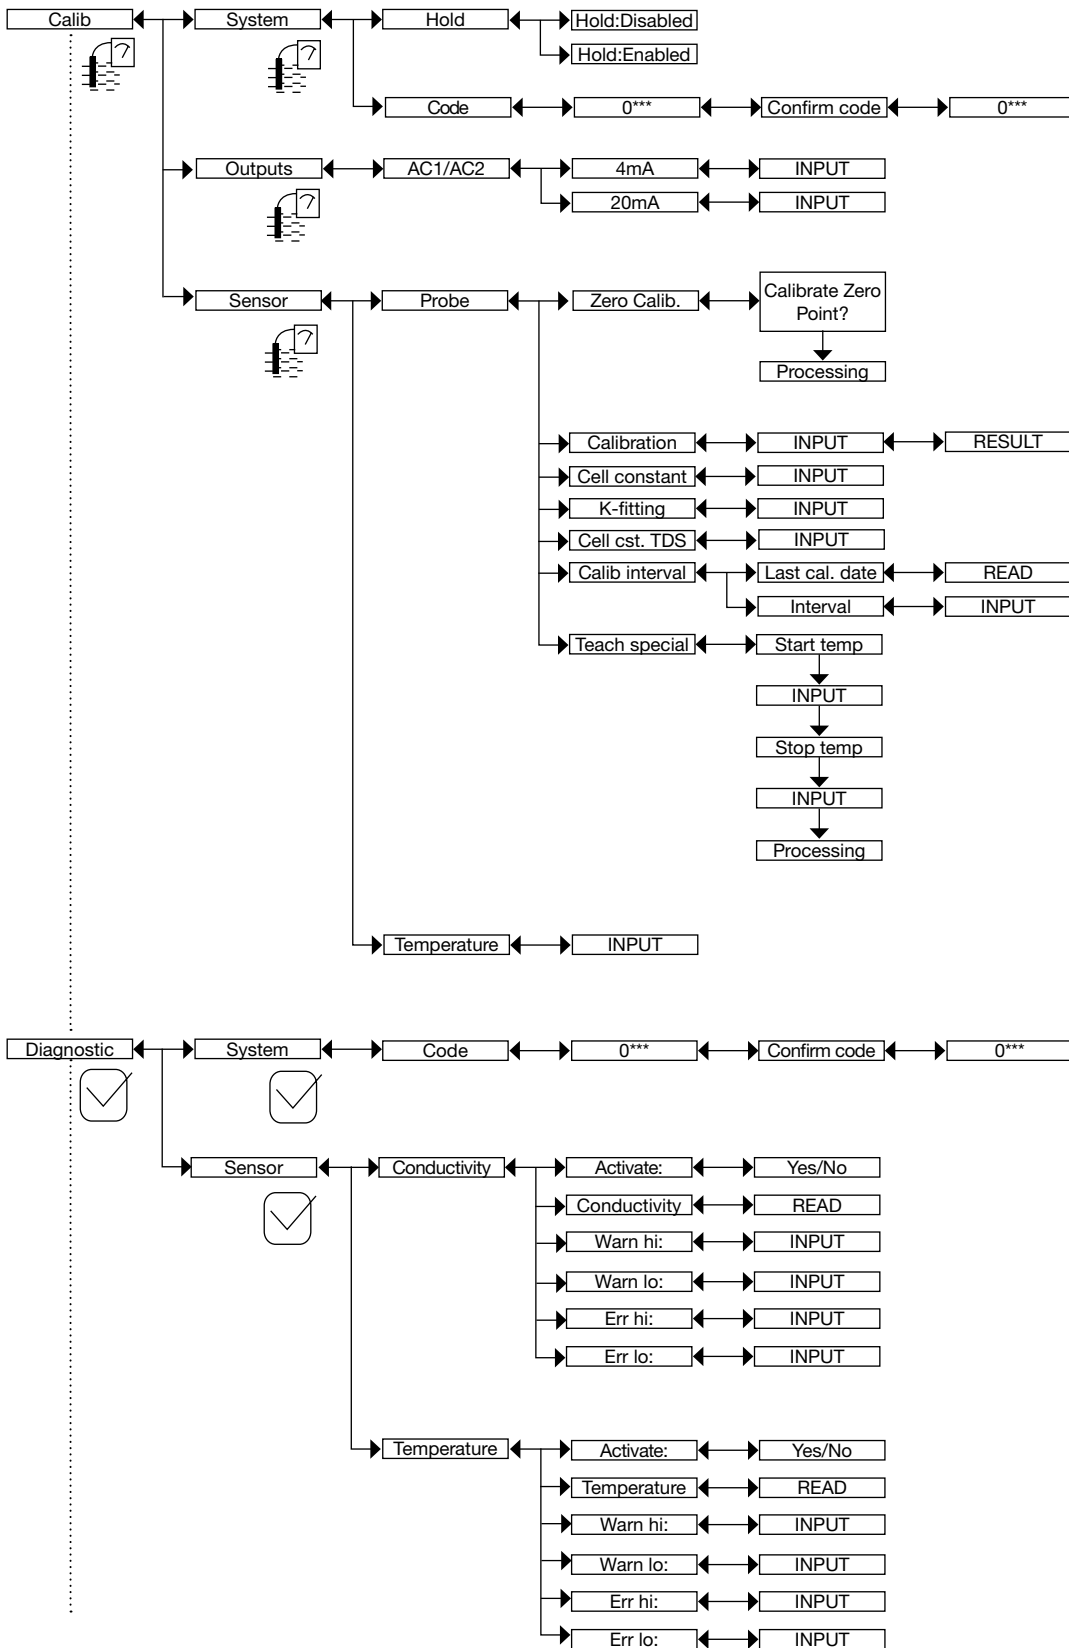 Calib System Hold Hold:Disabled
Hold:Enabled
Code 0*** Confirm code 0***
Outputs AC1/AC2 4mA INPUT
20mA INPUT
Sensor Probe Zero Calib. Calibrate Zero
Point?
Processing
Calibration INPUT RESULT
Cell constant INPUT
K-fitting INPUT
Cell cst. TDS INPUT
Calib interval Last cal. date READ
Interval INPUT
Teach special Start temp
INPUT
Stop temp
INPUT
Processing
Temperature INPUT
Diagnostic System Code 0*** Confirm code 0***
Sensor Conductivity Activate: Yes/No
Conductivity READ
Warn hi: INPUT
Warn lo: INPUT
Err hi: INPUT
Err lo: INPUT
Temperature Activate: Yes/No
Temperature READ
Warn hi: INPUT
Warn lo: INPUT
Err hi: INPUT
Err lo: INPUT